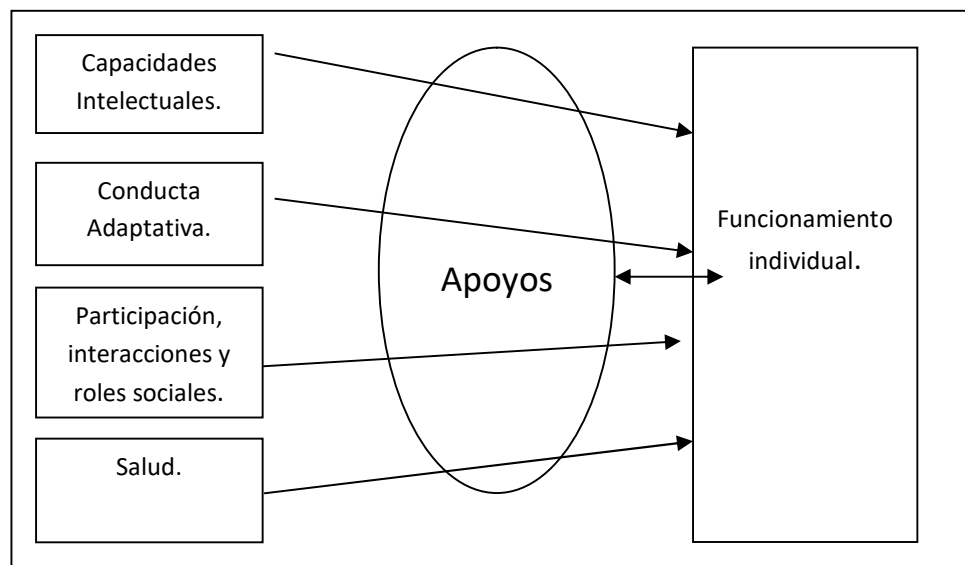 Capacidades
Intelectuales.
Conducta
Adaptativa.
Participación,
interacciones y
roles sociales.
Salud.
Apoyos
Funcionamiento
individual.